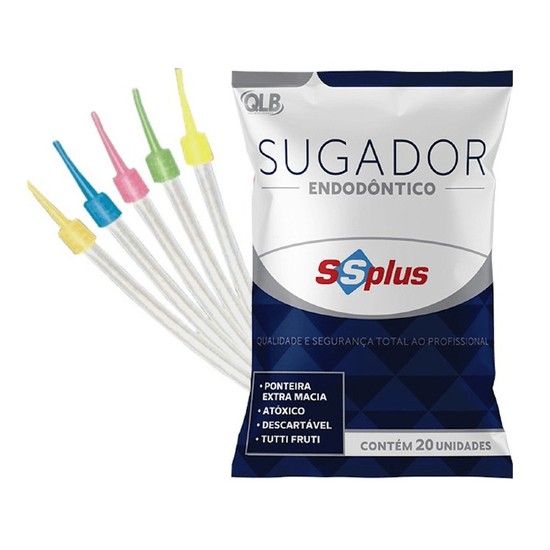 QLB
SUGADOR
ENDODÔNTICO
SSplus
QUALIDADE E SEGURANÇA TOTAL AO PROFISSIONAL
• PONTEIRA
EXTRA MACIA
• ATÓXICO
• DESCARTÁVEL
• TUTTI FRUTI
CONTÉM 20 UNIDADES